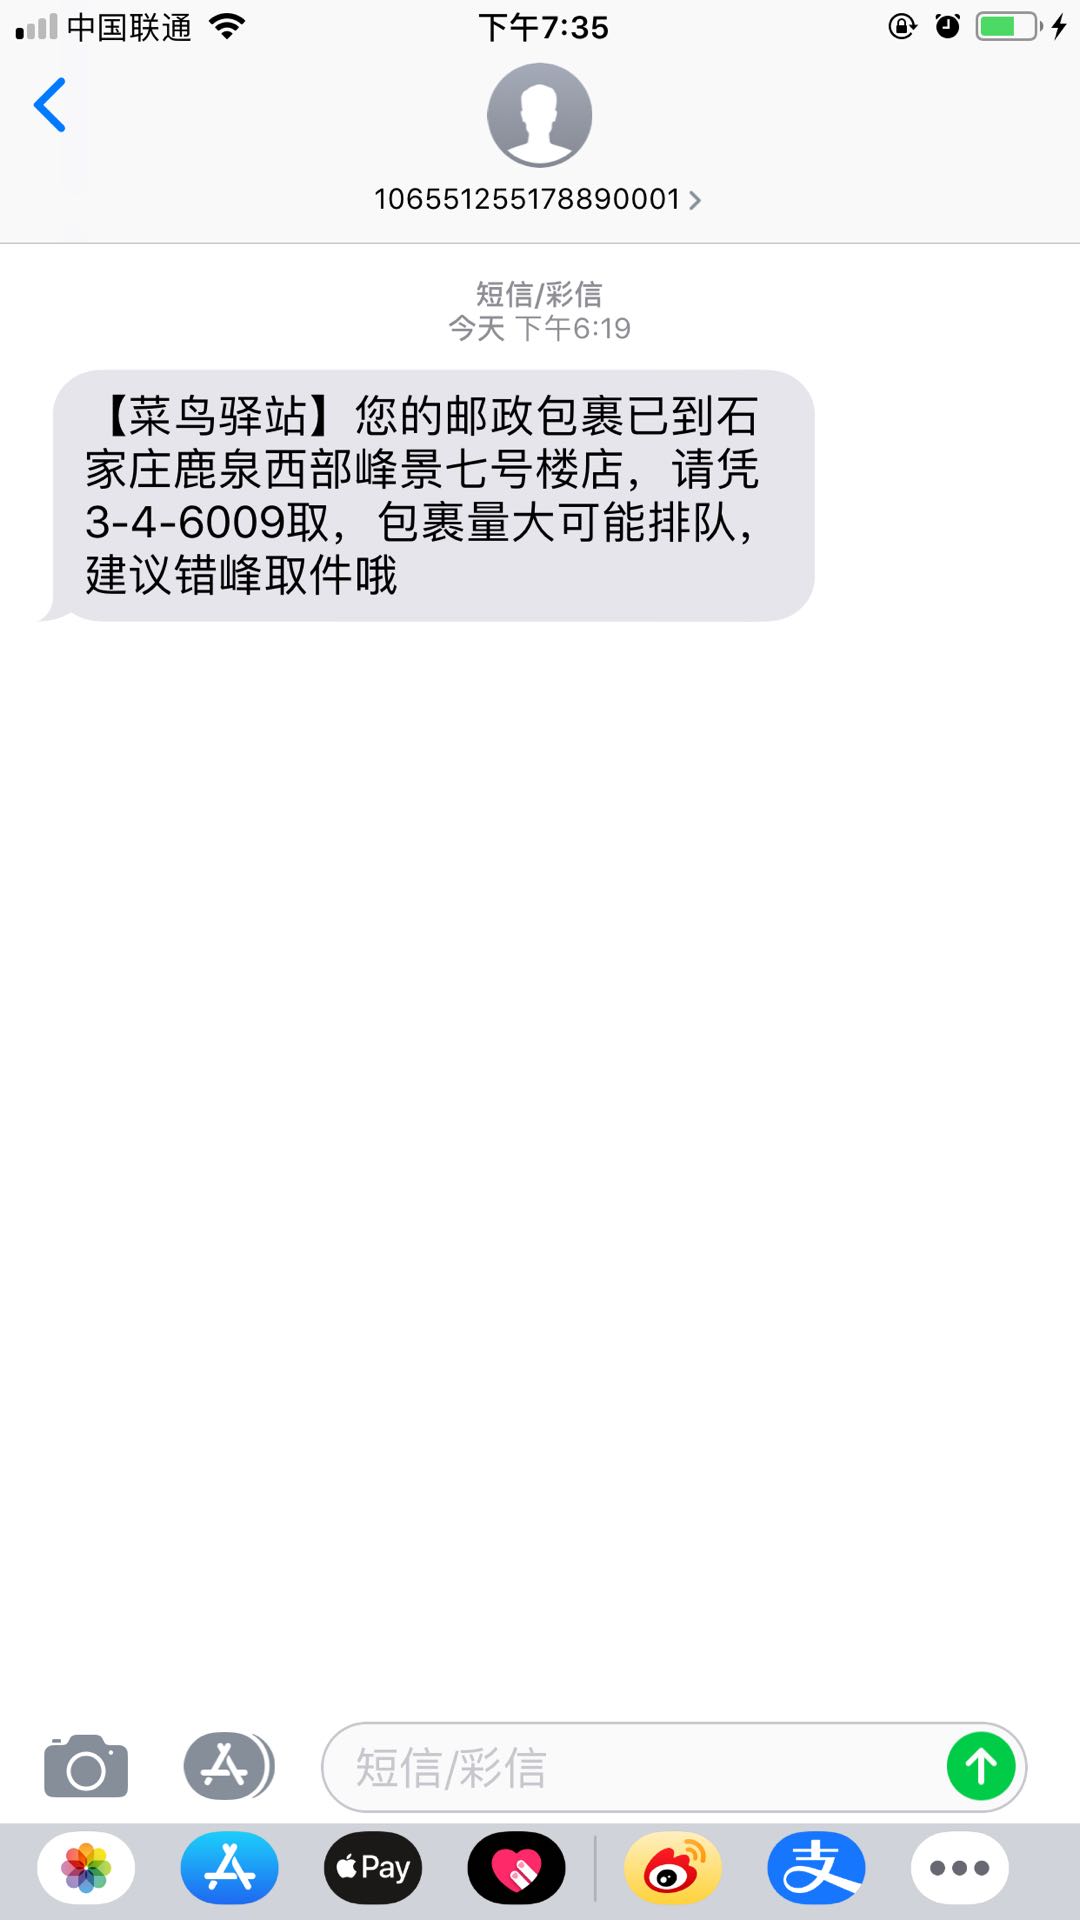 中国联通
下午7:35
106551255178890001
短信/彩信
今天 下午6:19
【菜鸟驿站】您的邮政包裹已到石
家庄鹿泉西部峰景七号楼店，请凭
3-4-6009取，包裹量大可能排队，
建议错峰取件哦
短信/彩信
Pay
支